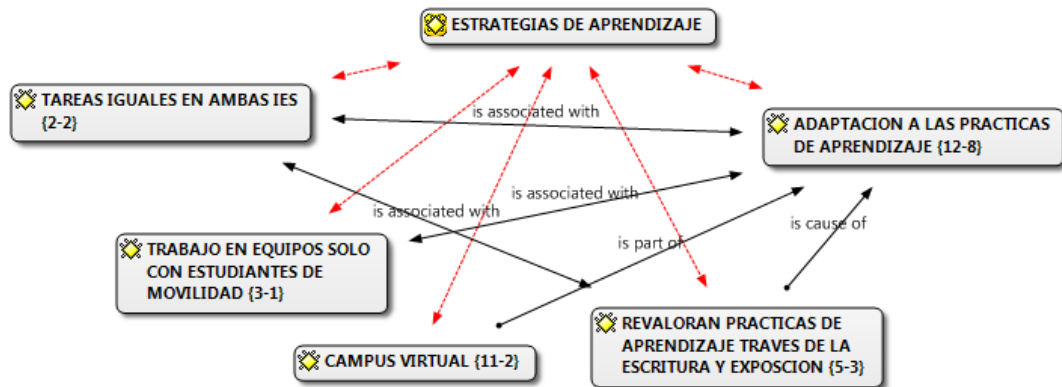 ESTRATEGIAS DE APRENDIZAJE
TAREAS IGUALES EN AMBAS IES
{2-2}
is associated with
ADAPTACION A LAS PRACTICAS
DE APRENDIZAJE {12-8}
is associated with
is associated with
is part of
is cause of
TRABAJO EN EQUIPOS SOLO
CON ESTUDIANTES DE
MOVILIDAD {3-1}
REVALORAN PRACTICAS DE
APRENDIZAJE TRAVES DE LA
ESCRITURA Y EXPOSCION {5-3}
CAMPUS VIRTUAL {11-2}